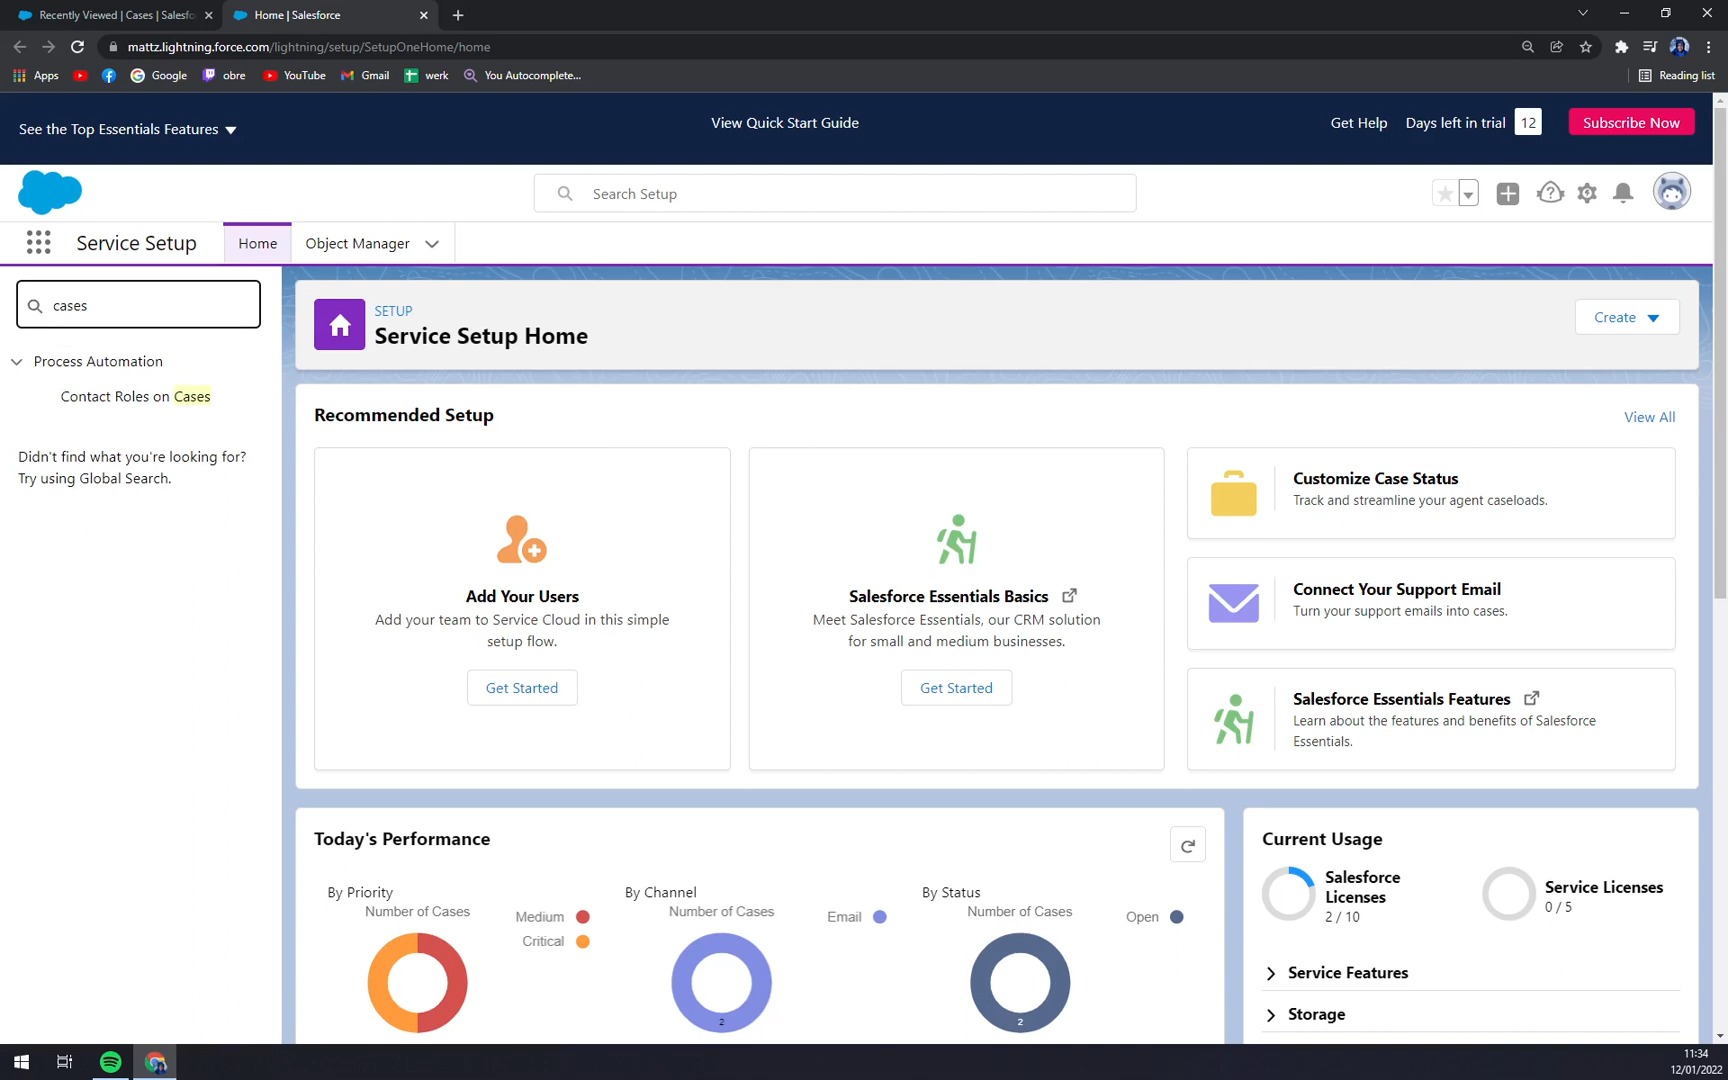 Recently Viewed | Cases | Salesfo
Home | Salesforce
mattz.lightning.force.com/lightning/setup/SetupOneHome/home
Apps
Google
obre
YouTube
Gmail
werk
You Autocomplete...
Reading list
See the Top Essentials Features
View Quick Start Guide
Get Help
Days left in trial 12
Subscribe Now
Search Setup
Service Setup
Home
Object Manager
cases
Process Automation
Contact Roles on Cases
Didn't find what you're looking for?
Try using Global Search.
SETUP
Service Setup Home
Create
Recommended Setup
View All
Add Your Users
Add your team to Service Cloud in this simple
setup flow.
Get Started
Salesforce Essentials Basics
Meet Salesforce Essentials, our CRM solution
for small and medium businesses.
Get Started
Customize Case Status
Track and streamline your agent caseloads.
Connect Your Support Email
Turn your support emails into cases.
Salesforce Essentials Features
Learn about the features and benefits of Salesforce
Essentials.
Today's Performance
By Priority
Number of Cases
Medium
Critical
By Channel
Number of Cases
Email
2
By Status
Number of Cases
Open
2
Current Usage
Salesforce
Licenses
2 / 10
Service Licenses
0 / 5
Service Features
Storage
11:34
12/01/2022